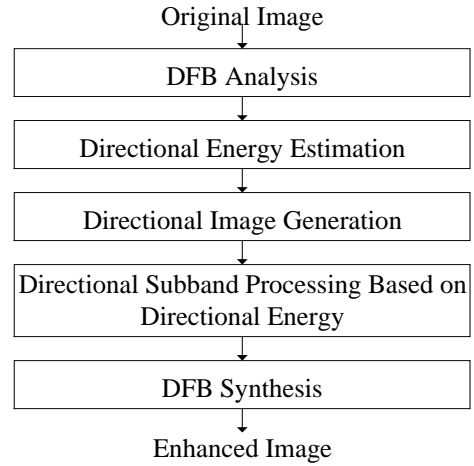 Original Image
DFB Analysis
Directional Energy Estimation
Directional Image Generation
Directional Subband Processing Based on
Directional Energy
DFB Synthesis
Enhanced Image